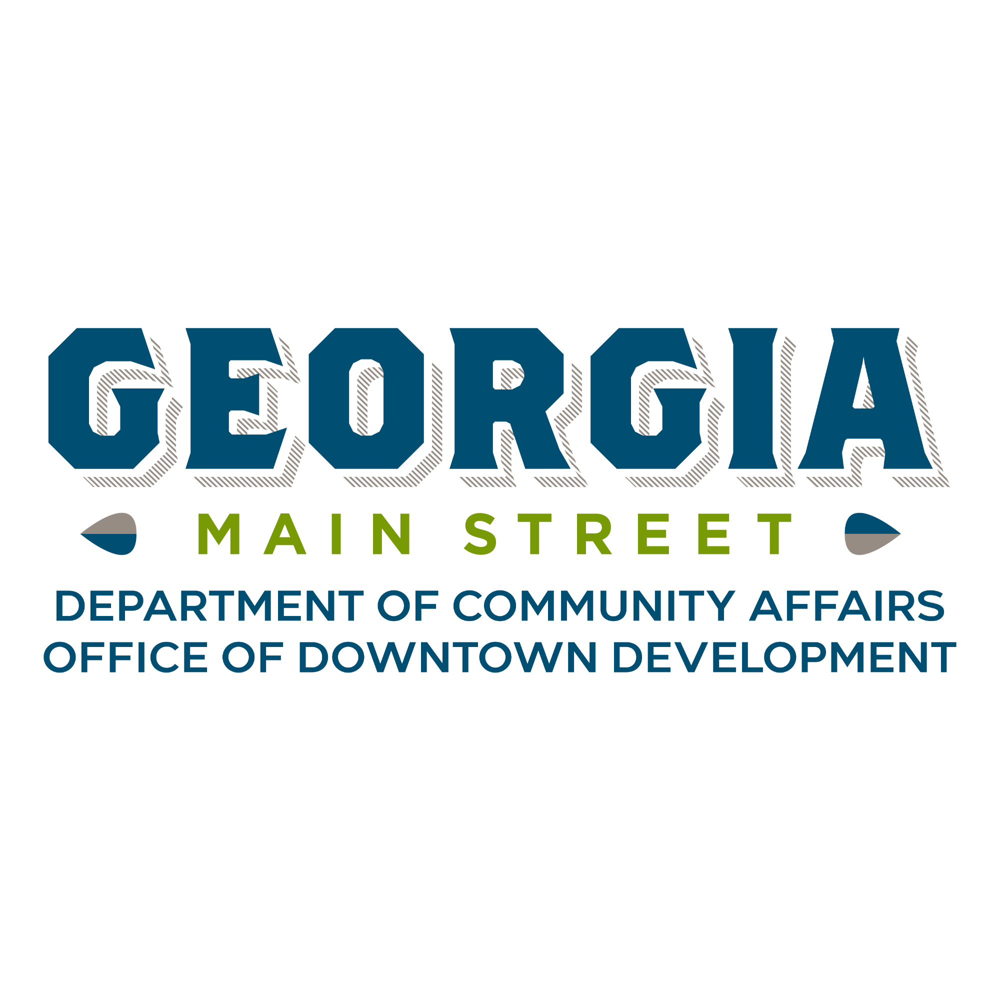 GEORGIA
MAIN STREET
DEPARTMENT OF COMMUNITY AFFAIRS
OFFICE OF DOWNTOWN DEVELOPMENT